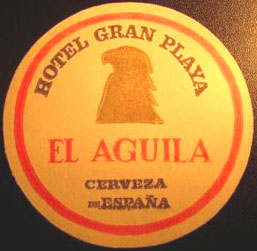 HOTEL GRAN PLAYA
EL AGUILA
CERVEZA
DE ESPAÑA